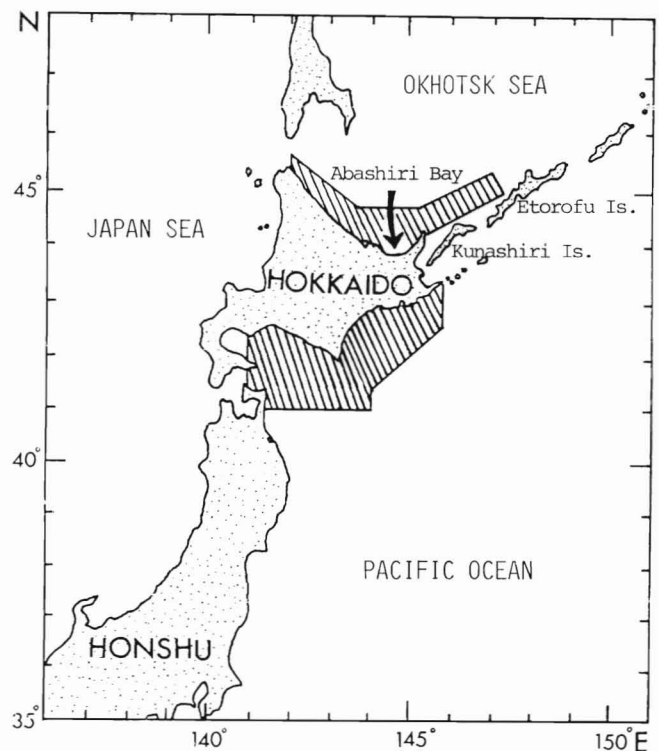 N
OKHOTSK SEA
Abashiri Bay
45°
Etorofu Is.
JAPAN SEA
Kunashiri Is.
HOKKAIDO
40°
PACIFIC OCEAN
HONSHU
35°
140°
145°
150°E